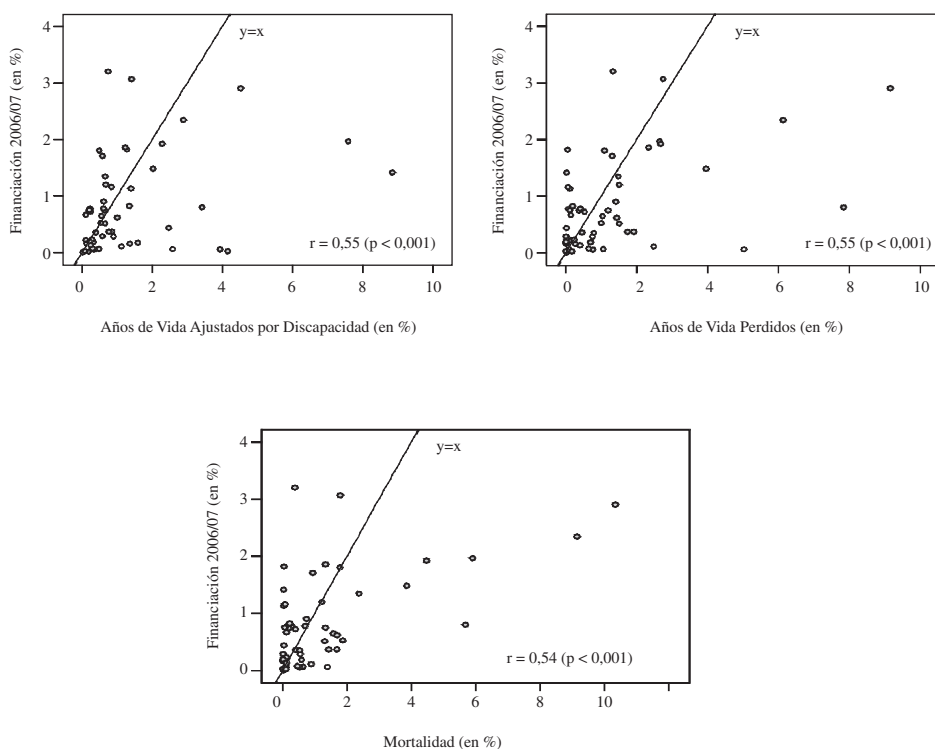 4
3
2
1
0
Financiación 2006/07 (en %)
y=x
r = 0,55 (p < 0,001)
0 2 4 6 8 10
Años de Vida Ajustados por Discapacidad (en %)
4
3
2
1
0
Financiación 2006/07 (en %)
y=x
r = 0,55 (p < 0,001)
0 2 4 6 8 10
Años de Vida Perdidos (en %)
4
3
2
1
0
Financiación 2006/07 (en %)
y=x
r = 0,54 (p < 0,001)
0 2 4 6 8 10
Mortalidad (en %)